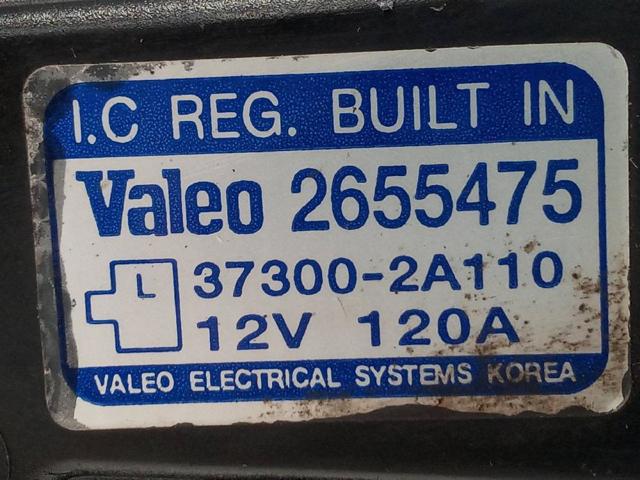 I.C REG. BUILT IN
Valeo 2655475
37300-2A110
12V 120A
VALEO ELECTRICAL SYSTEMS KOREA